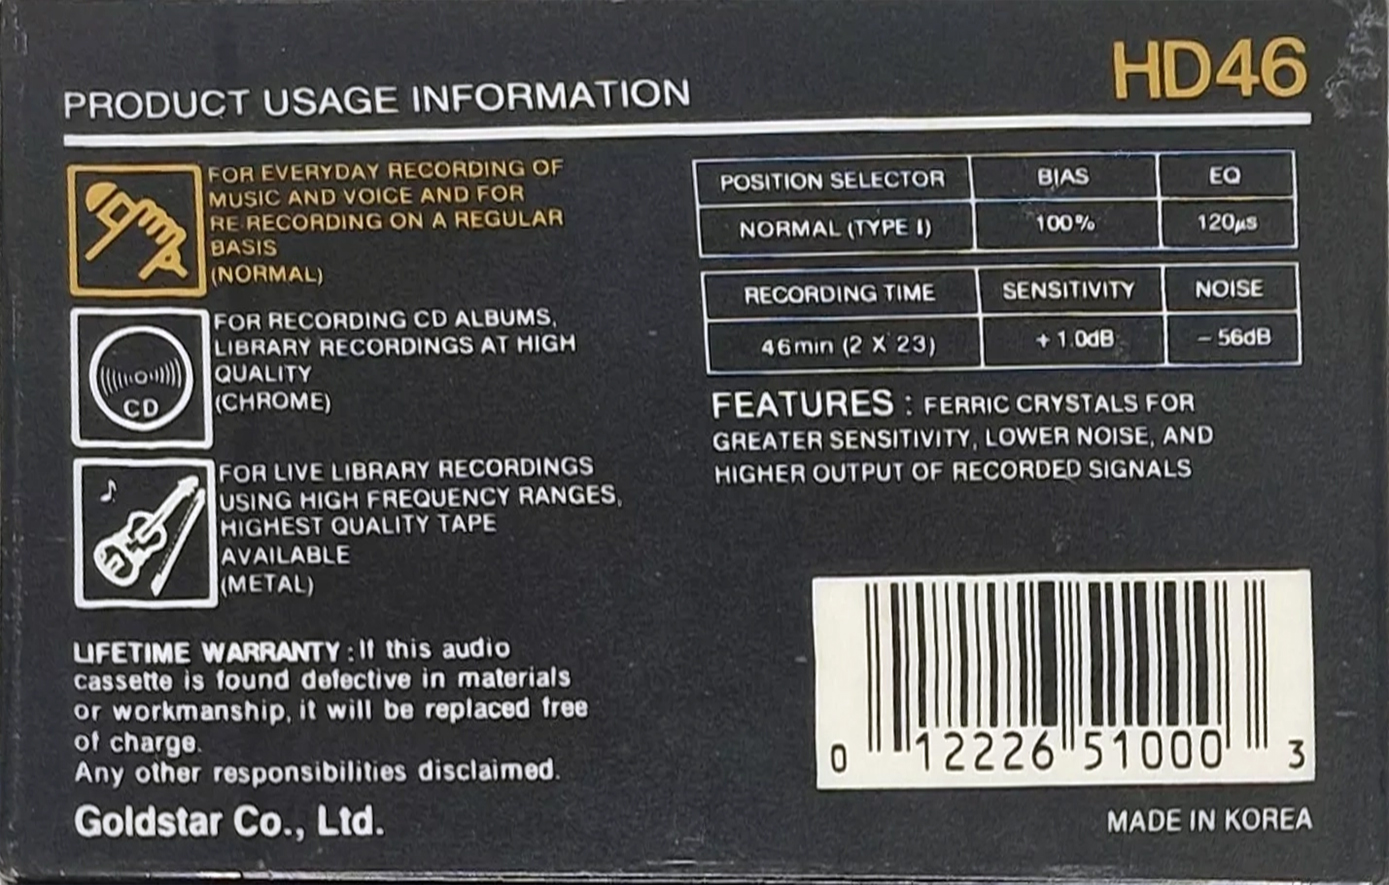 HD46
PRODUCT USAGE INFORMATION
FOR EVERYDAY RECORDING OF
MUSIC AND VOICE AND FOR
RE RECORDING ON A REGULAR
BASIS
(NORMAL)
CD
FOR RECORDING CD ALBUMS,
LIBRARY RECORDINGS AT HIGH
QUALITY
(CHROME)
FOR LIVE LIBRARY RECORDINGS
USING HIGH FREQUENCY RANGES,
HIGHEST QUALITY TAPE
AVAILABLE
(METAL)
LIFETIME WARRANTY : If this audio
cassette is found defective in materials
or workmanship, it will be replaced free
of charge.
Any other responsibilities disclaimed.
Goldstar Co., Ltd.
POSITION SELECTOR BIAS EQ
NORMAL (TYPE I) 100% 120μs
RECORDING TIME SENSITIVITY NOISE
46min (2 X 23) + 1.0dB – 56dB
FEATURES : FERRIC CRYSTALS FOR
GREATER SENSITIVITY, LOWER NOISE, AND
HIGHER OUTPUT OF RECORDED SIGNALS
0 12226 51000 3
MADE IN KOREA